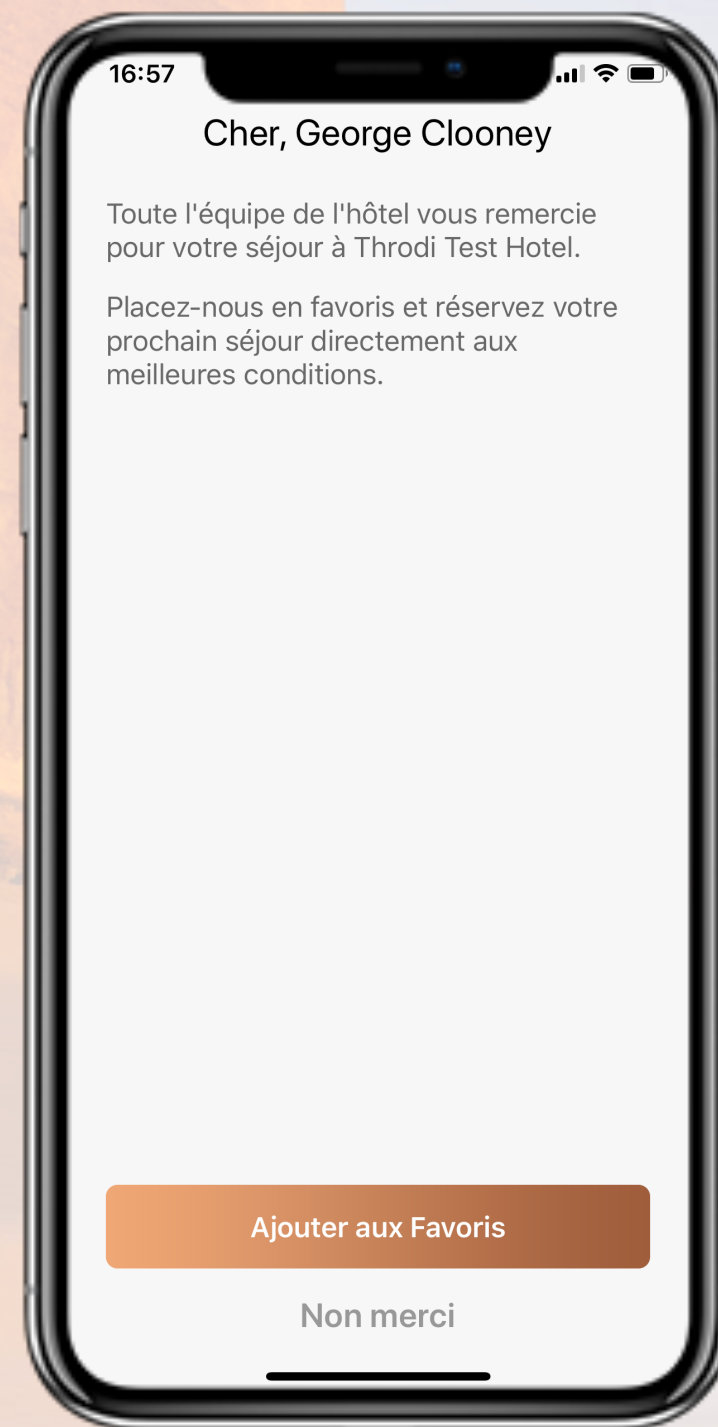 16:57
Cher, George Clooney
Toute l'équipe de l'hôtel vous remercie
pour votre séjour à Throdi Test Hotel.
Placez-nous en favoris et réservez votre
prochain séjour directement aux
meilleures conditions.
Ajouter aux Favoris
Non merci